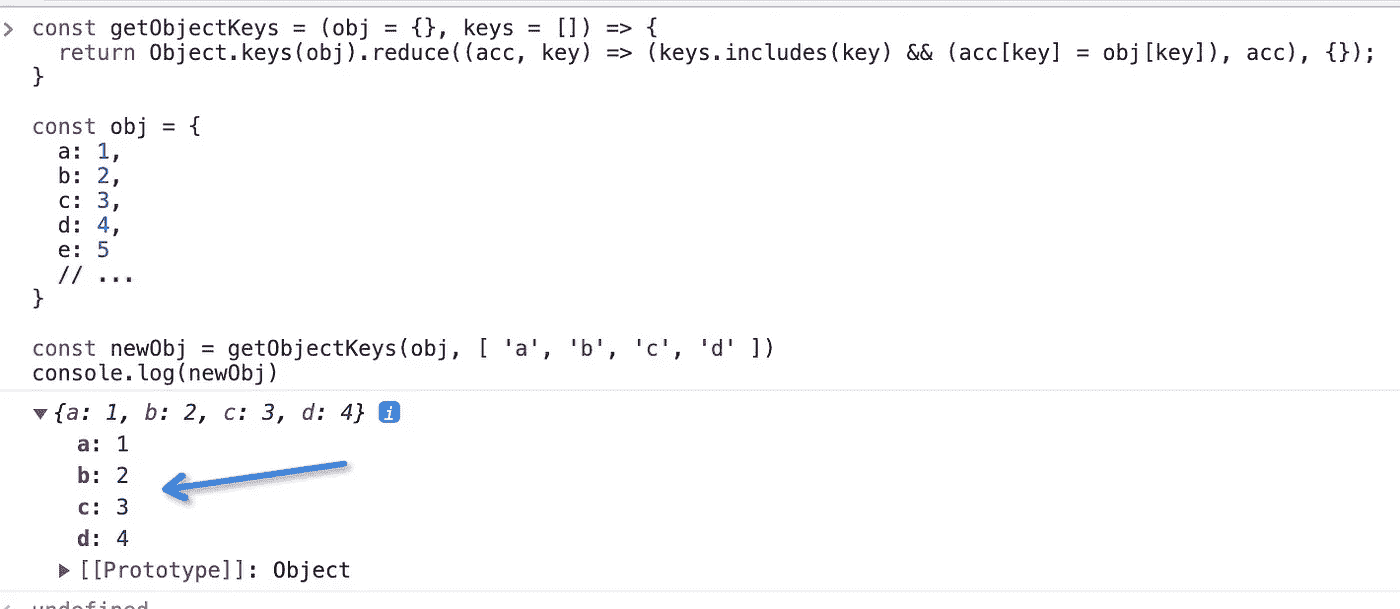 const getObjectKeys = (obj = {}, keys = []) => {
  return Object.keys(obj).reduce((acc, key) => (keys.includes(key) && (acc[key] = obj[key]), acc), {});
}
const obj = {
  a: 1,
  b: 2,
  c: 3,
  d: 4,
  e: 5
  // ...
}
const newObj = getObjectKeys(obj, [ 'a', 'b', 'c', 'd' ])
console.log(newObj)
{a: 1, b: 2, c: 3, d: 4} i
a: 1
b: 2
c: 3
d: 4
[[Prototype]]: Object
undefined